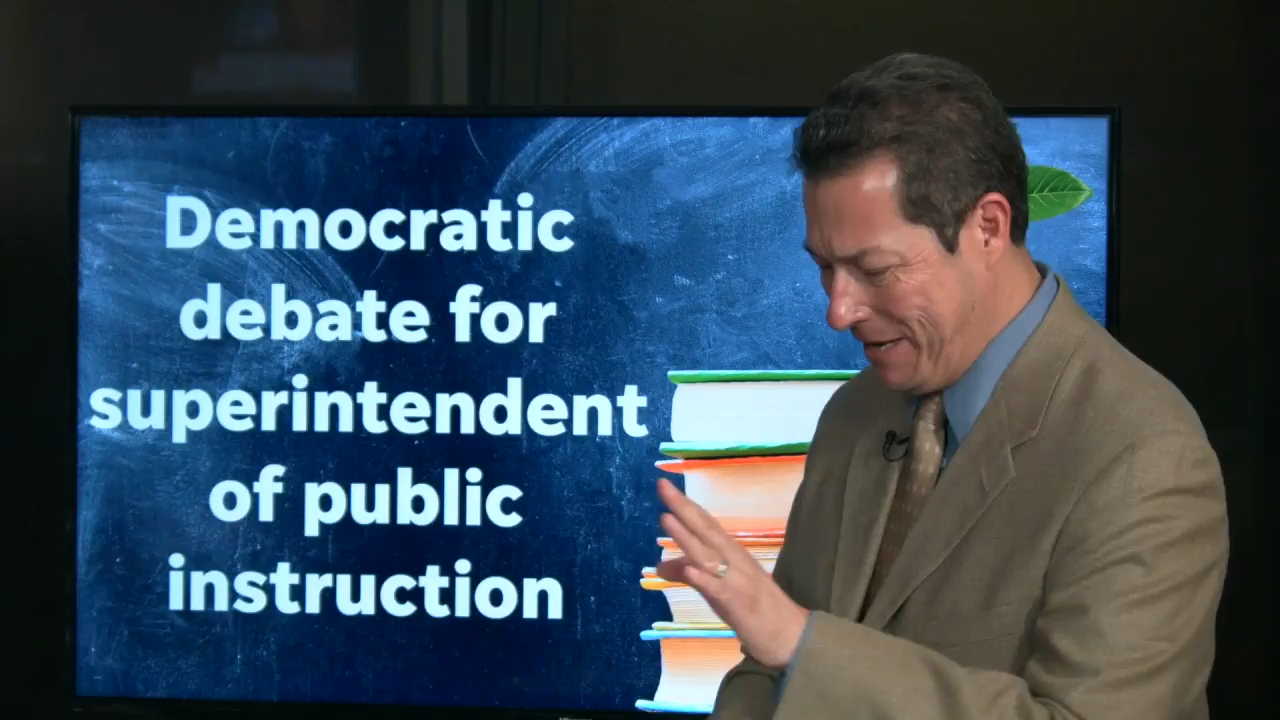 Democratic
debate for
superintendent
of public
instruction